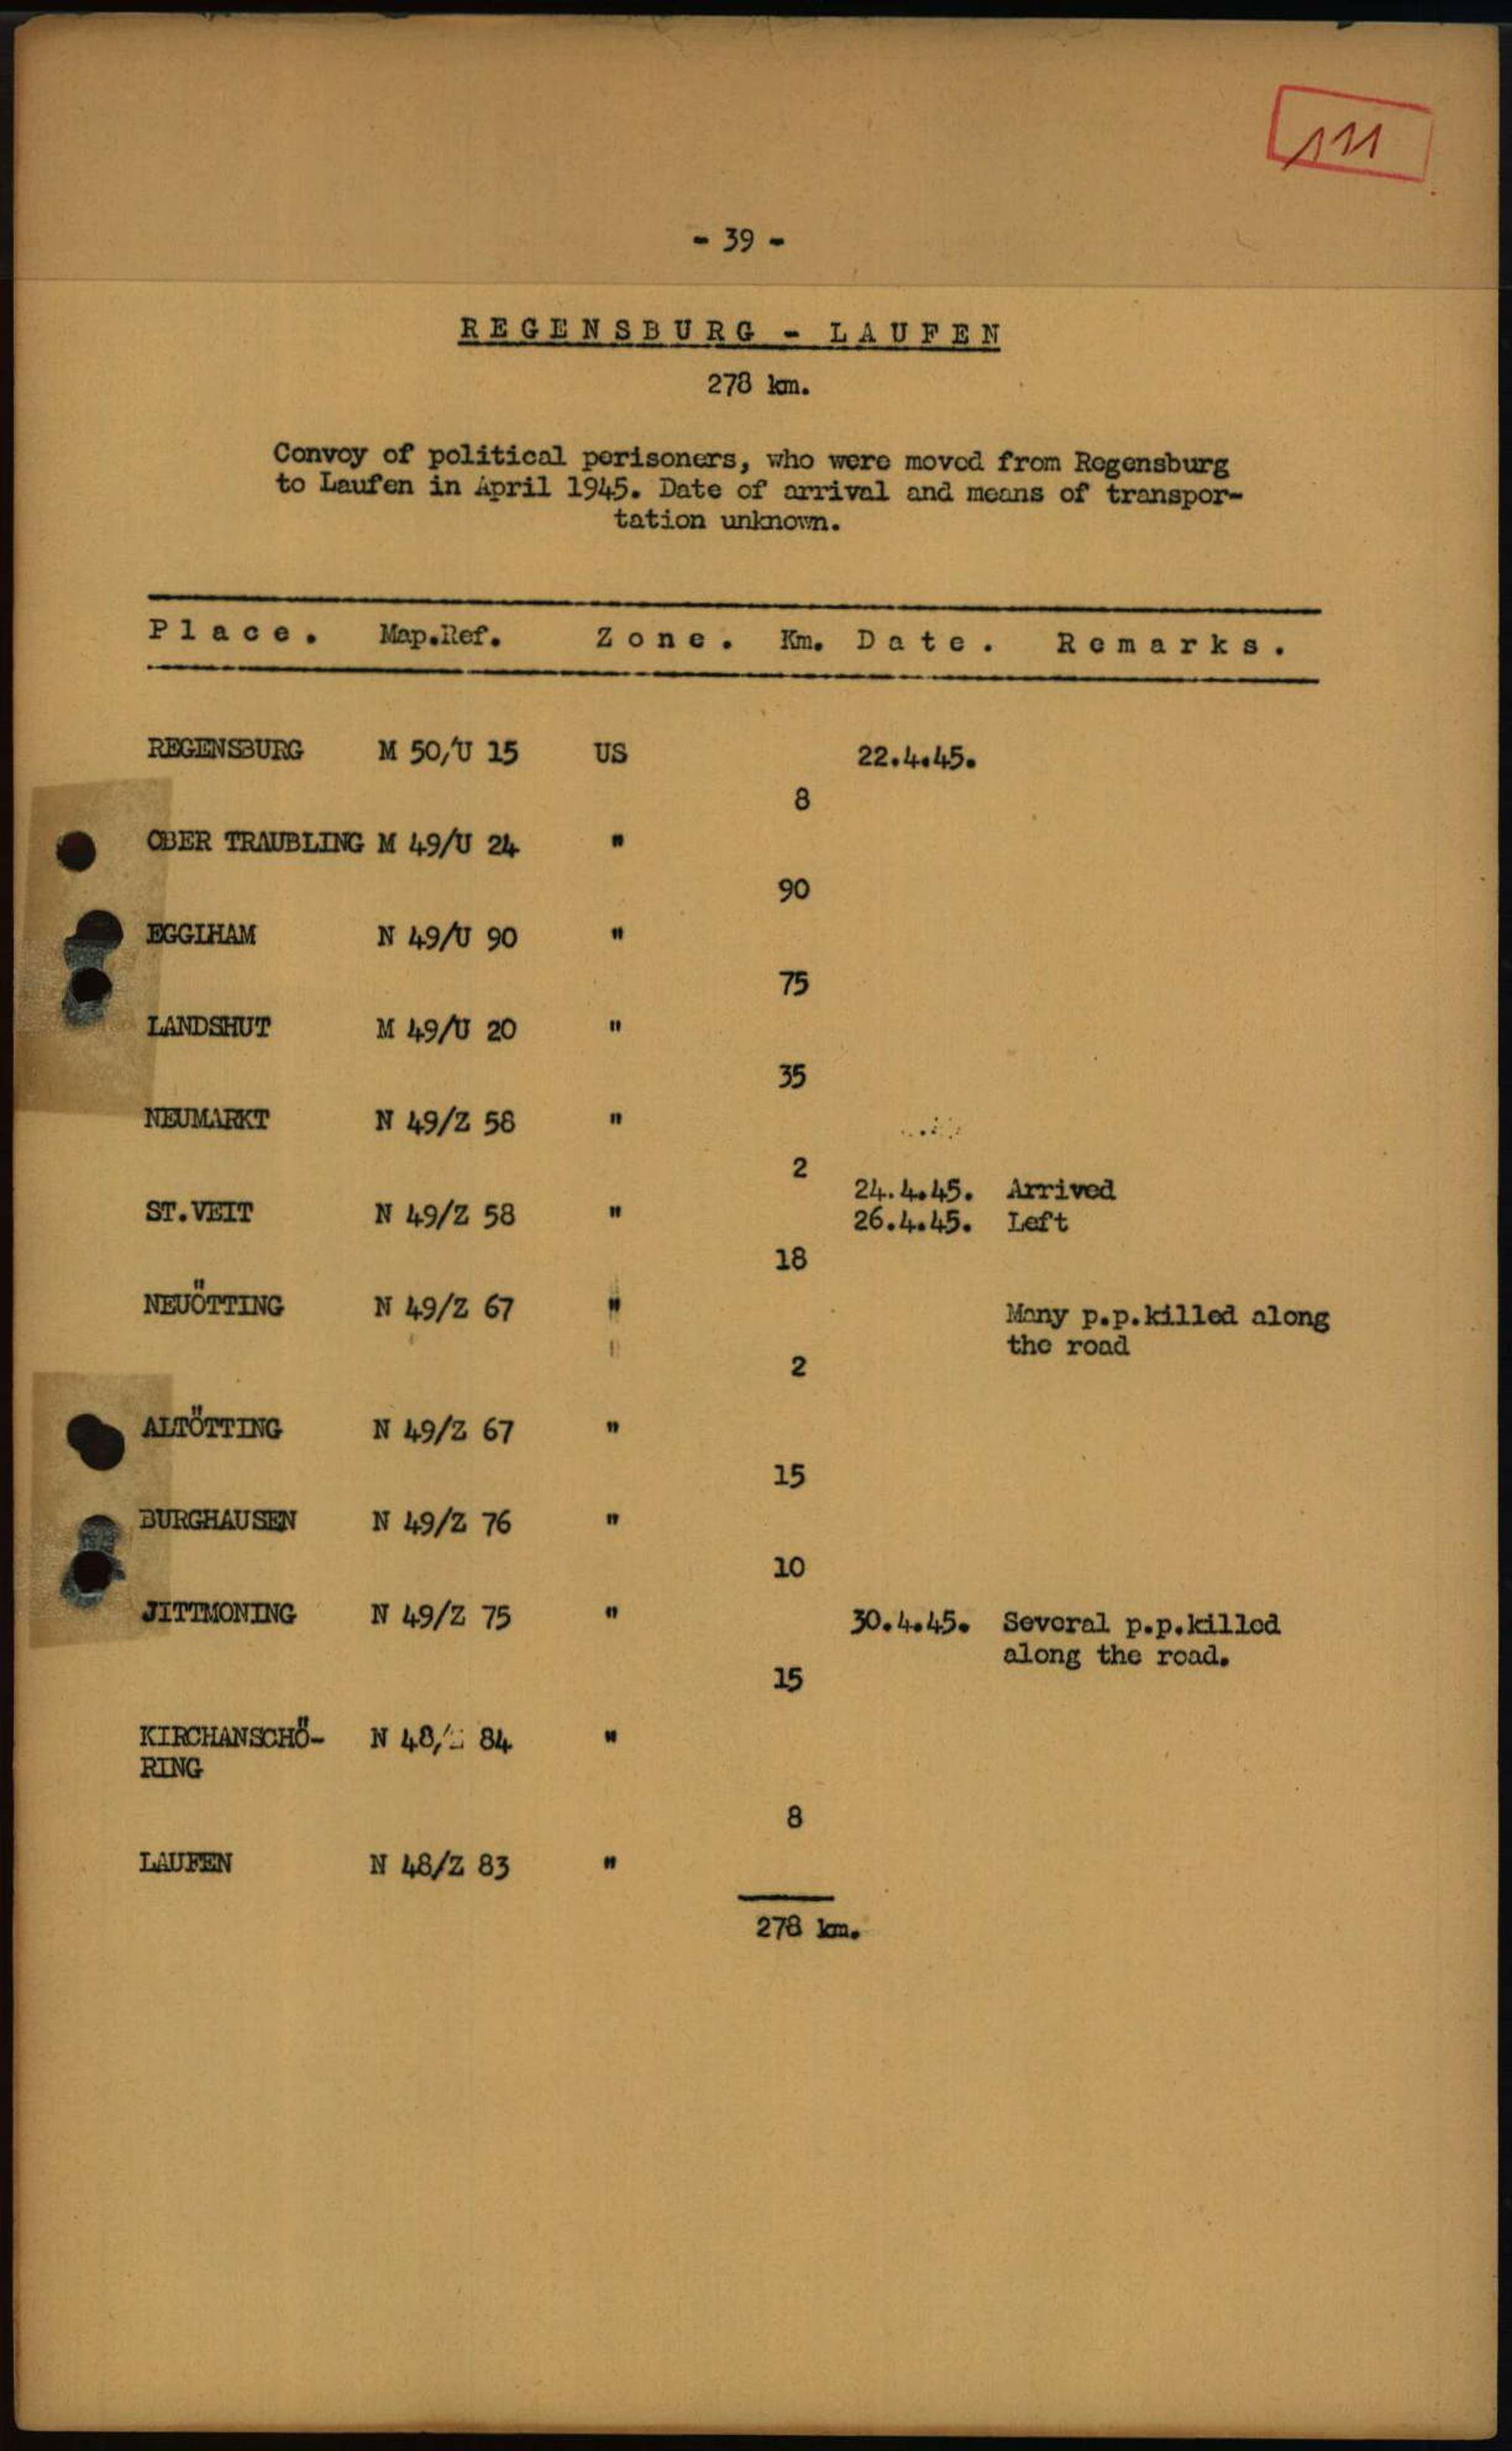 111
- 39 -
REGENSBURG - LAUFEN
278 km.
Convoy of political perisoners, who were moved from Regensburg
to Laufen in April 1945. Date of arrival and means of transpor-
tation unknown.
Place. Map.Ref. Zone. Km. Date. Remarks.
REGENSBURG M 50/U 15 US 22.4.45.
8
OBER TRAUBLING M 49/U 24 "
90
EGGLHAM N 49/U 90 "
75
LANDSHUT M 49/U 20 "
35
NEUMARKT N 49/Z 58 "
2
24.4.45. Arrived
ST.VEIT N 49/Z 58 "
26.4.45. Left
18
NEUÖTTING N 49/Z 67 " Many p.p.killed along
the road
2
ALTÖTTING N 49/Z 67 "
15
BURGHAUSEN N 49/Z 76 "
10
JITTMONING N 49/Z 75 " 30.4.45. Several p.p.killed
along the road.
15
KIRCHANSCHÖ- N 48/ 84 "
RING
8
LAUFEN N 48/Z 83 "
278 km.